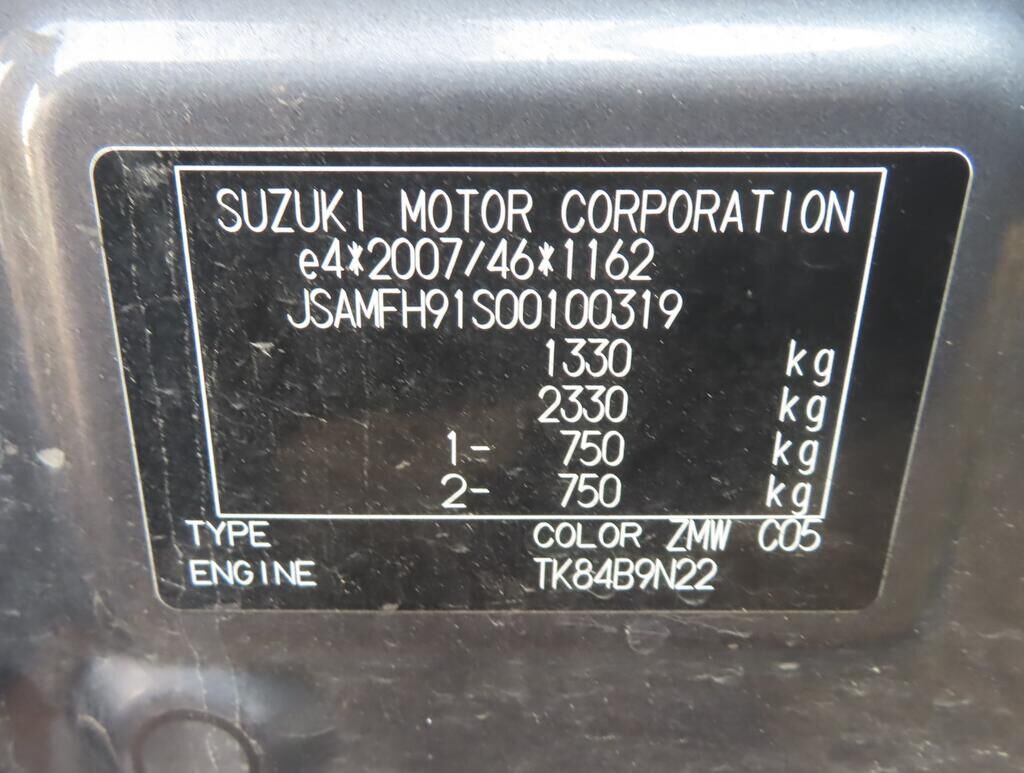 SUZUKI MOTOR CORPORATION
e4*2007/46*1162
JSAMFH91S00100319
1330 kg
2330 kg
1- 750 kg
2- 750 kg
TYPE COLOR ZMW C05
ENGINE TK84B9N22